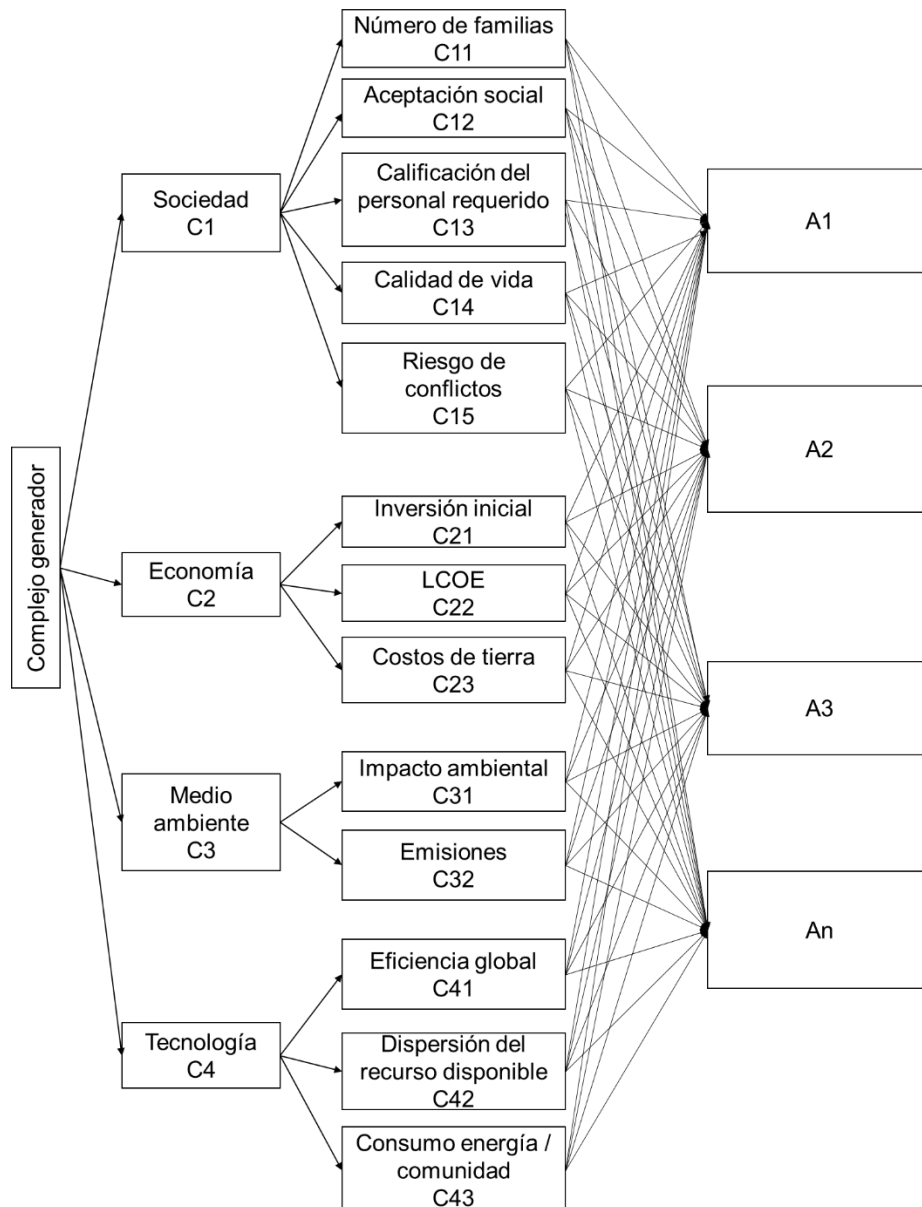 Complejo generador
Sociedad
C1
Economía
C2
Medio
ambiente
C3
Tecnología
C4
Número de familias
C11
Aceptación social
C12
Calificación del
personal requerido
C13
Calidad de vida
C14
Riesgo de
conflictos
C15
Inversión inicial
C21
LCOE
C22
Costos de tierra
C23
Impacto ambiental
C31
Emisiones
C32
Eficiencia global
C41
Dispersión del
recurso disponible
C42
Consumo energía /
comunidad
C43
A1
A2
A3
An